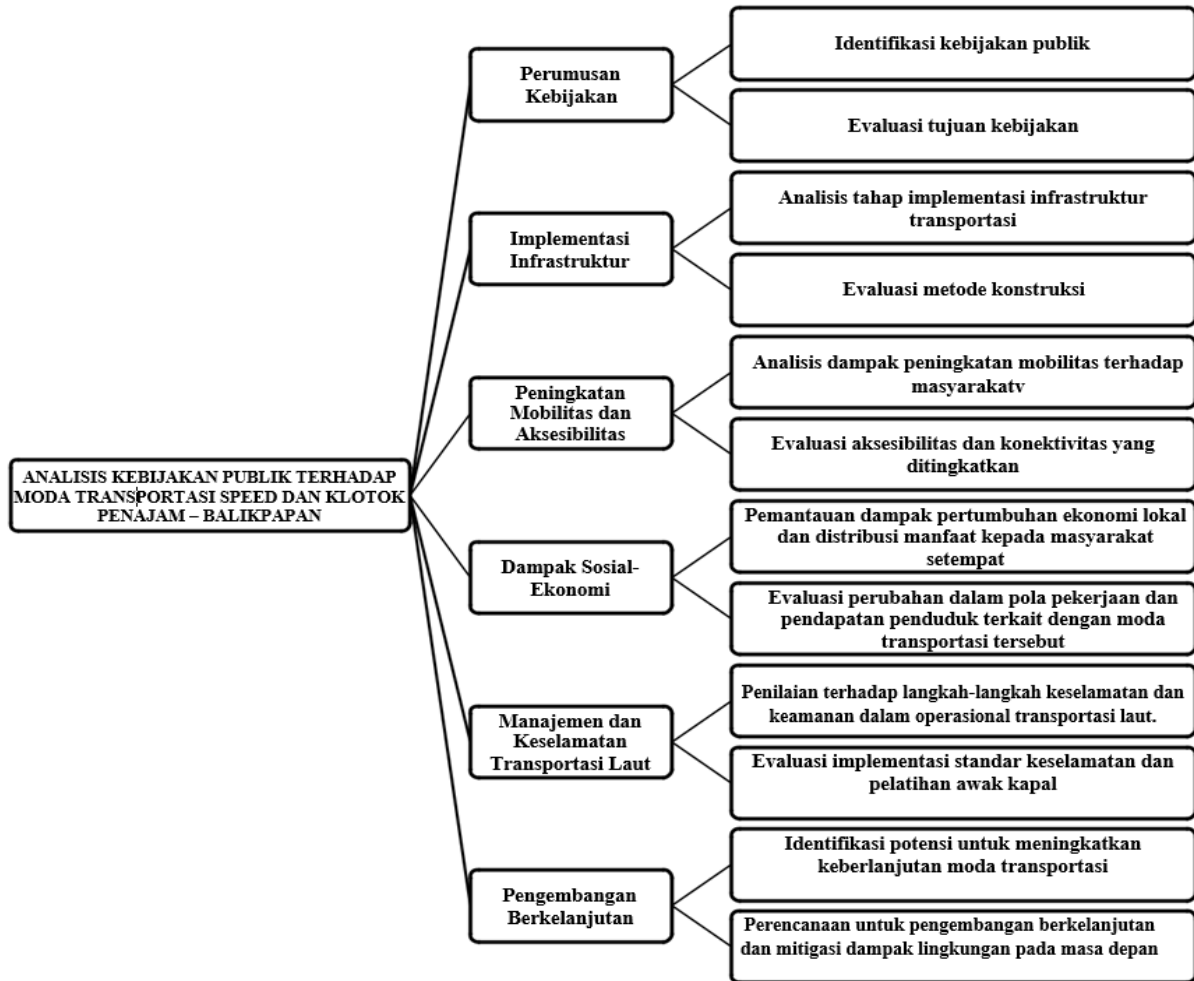 Perumusan
Kebijakan
Identifikasi kebijakan publik
Evaluasi tujuan kebijakan
Implementasi
Infrastruktur
Analisis tahap implementasi infrastruktur
transportasi
Evaluasi metode konstruksi
Peningkatan
Mobilitas dan
Aksesibilitas
Analisis dampak peningkatan mobilitas terhadap
masyarakatv
Evaluasi aksesibilitas dan konektivitas yang
ditingkatkan
ANALISIS KEBIJAKAN PUBLIK TERHADAP
MODA TRANSPORTASI SPEED DAN KLOTOK
PENAJAM – BALIKPAPAN
Dampak Sosial-
Ekonomi
Pemantauan dampak pertumbuhan ekonomi lokal
dan distribusi manfaat kepada masyarakat
setempat
Evaluasi perubahan dalam pola pekerjaan dan
pendapatan penduduk terkait dengan moda
transportasi tersebut
Manajemen dan
Keselamatan
Transportasi Laut
Penilaian terhadap langkah-langkah keselamatan dan
keamanan dalam operasional transportasi laut.
Evaluasi implementasi standar keselamatan dan
pelatihan awak kapal
Pengembangan
Berkelanjutan
Identifikasi potensi untuk meningkatkan
keberlanjutan moda transportasi
Perencanaan untuk pengembangan berkelanjutan
dan mitigasi dampak lingkungan pada masa depan